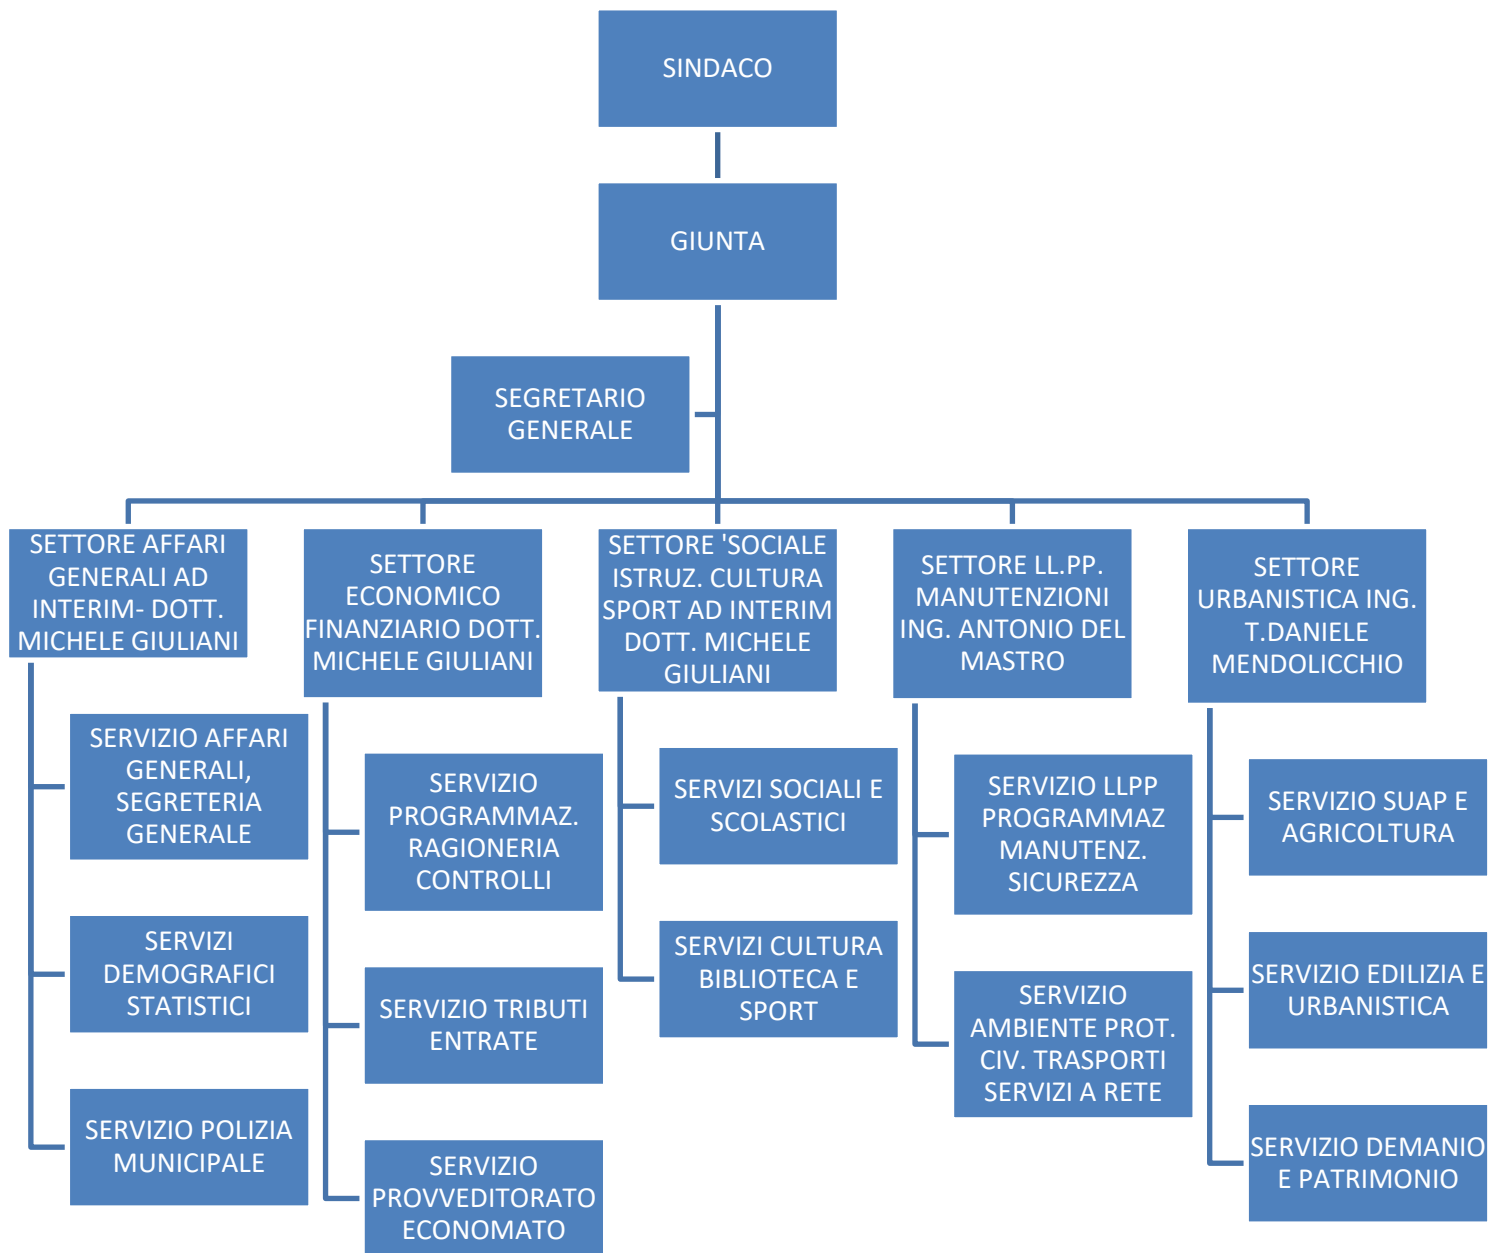 SINDACO
GIUNTA
SEGRETARIO
GENERALE
SETTORE AFFARI
GENERALI AD
INTERIM- DOTT.
MICHELE GIULIANI
SERVIZIO AFFARI
GENERALI,
SEGRETERIA
GENERALE
SERVIZI
DEMOGRAFICI
STATISTICI
SERVIZIO POLIZIA
MUNICIPALE
SETTORE
ECONOMICO
FINANZIARIO DOTT.
MICHELE GIULIANI
SERVIZIO
PROGRAMMAZ.
RAGIONERIA
CONTROLLI
SERVIZIO TRIBUTI
ENTRATE
SERVIZIO
PROVVEDITORATO
ECONOMATO
SETTORE 'SOCIALE
ISTRUZ. CULTURA
SPORT AD INTERIM
DOTT. MICHELE
GIULIANI
SERVIZI SOCIALI E
SCOLASTICI
SERVIZI CULTURA
BIBLIOTECA E
SPORT
SETTORE LL.PP.
MANUTENZIONI
ING. ANTONIO DEL
MASTRO
SERVIZIO LLPP
PROGRAMMAZ
MANUTENZ.
SICUREZZA
SERVIZIO
AMBIENTE PROT.
CIV. TRASPORTI
SERVIZI A RETE
SETTORE
URBANISTICA ING.
T.DANIELE
MENDOLICCHIO
SERVIZIO SUAP E
AGRICOLTURA
SERVIZIO EDILIZIA E
URBANISTICA
SERVIZIO DEMANIO
E PATRIMONIO